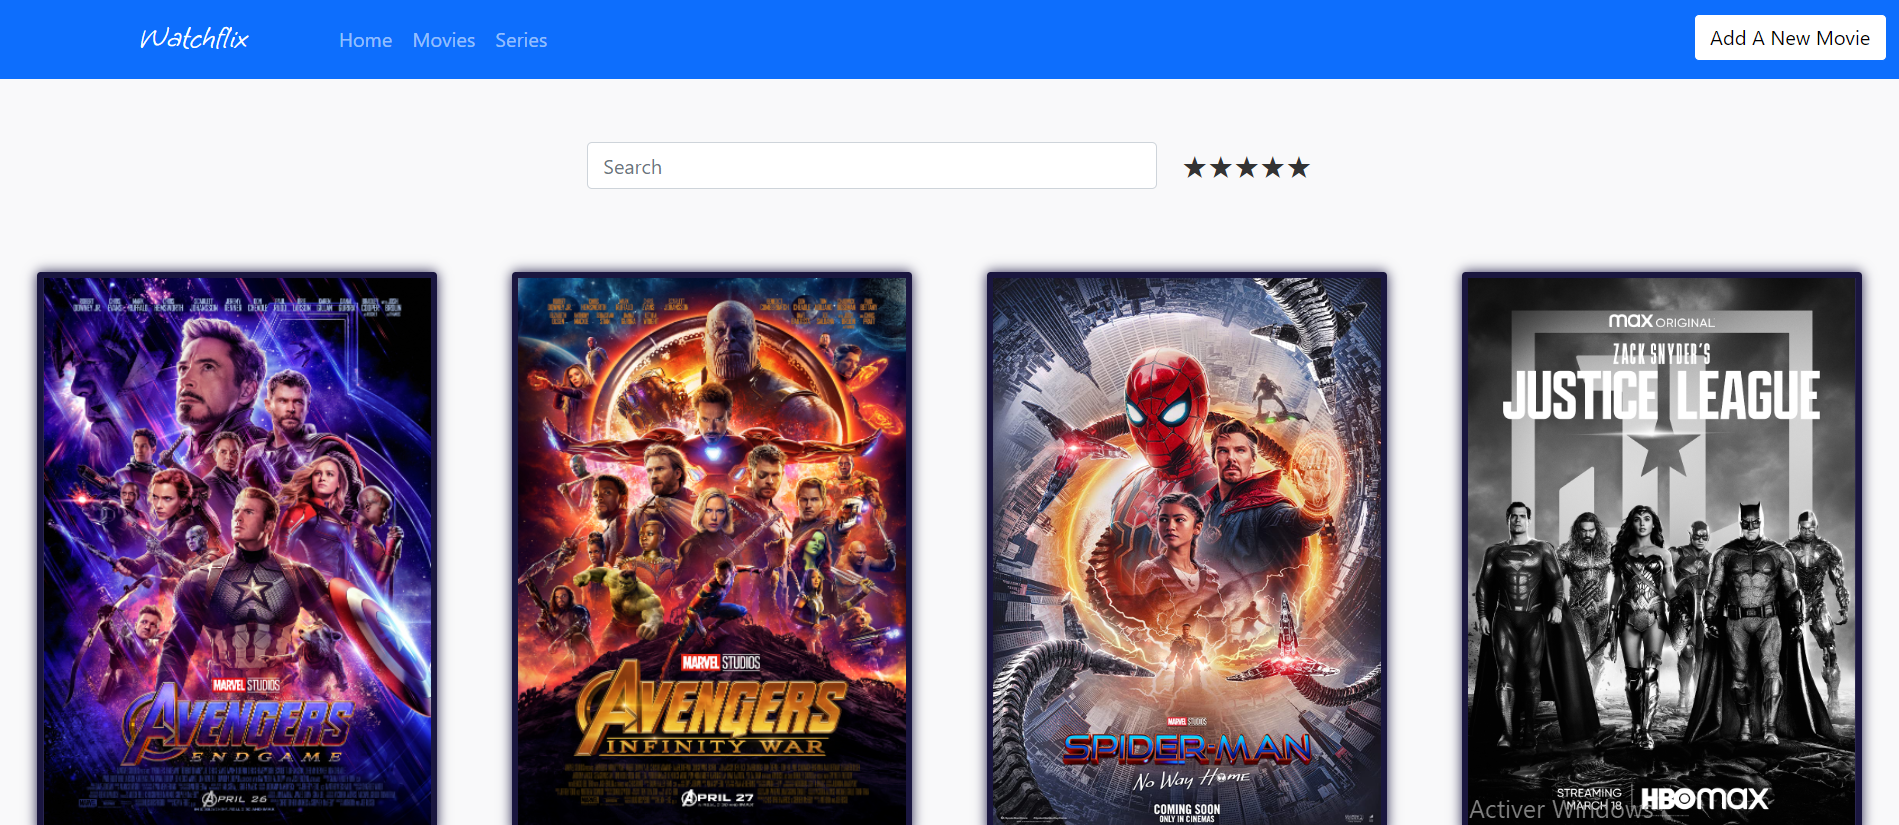 Watchflix Home Movies Series Add A New Movie
Search ★★★★★
MARVEL STUDIOS
AVENGERS
ENDGAME
APRIL 26
MARVEL STUDIOS
AVENGERS
INFINITY WAR
APRIL 27
MARVEL STUDIOS
SPIDER-MAN
No Way Home
COMING SOON
ONLY IN CINEMAS
max ORIGINAL
ZACK SNYDER'S
JUSTICE LEAGUE
STREAMING
MARCH 18
HBOmax
Activer Windows